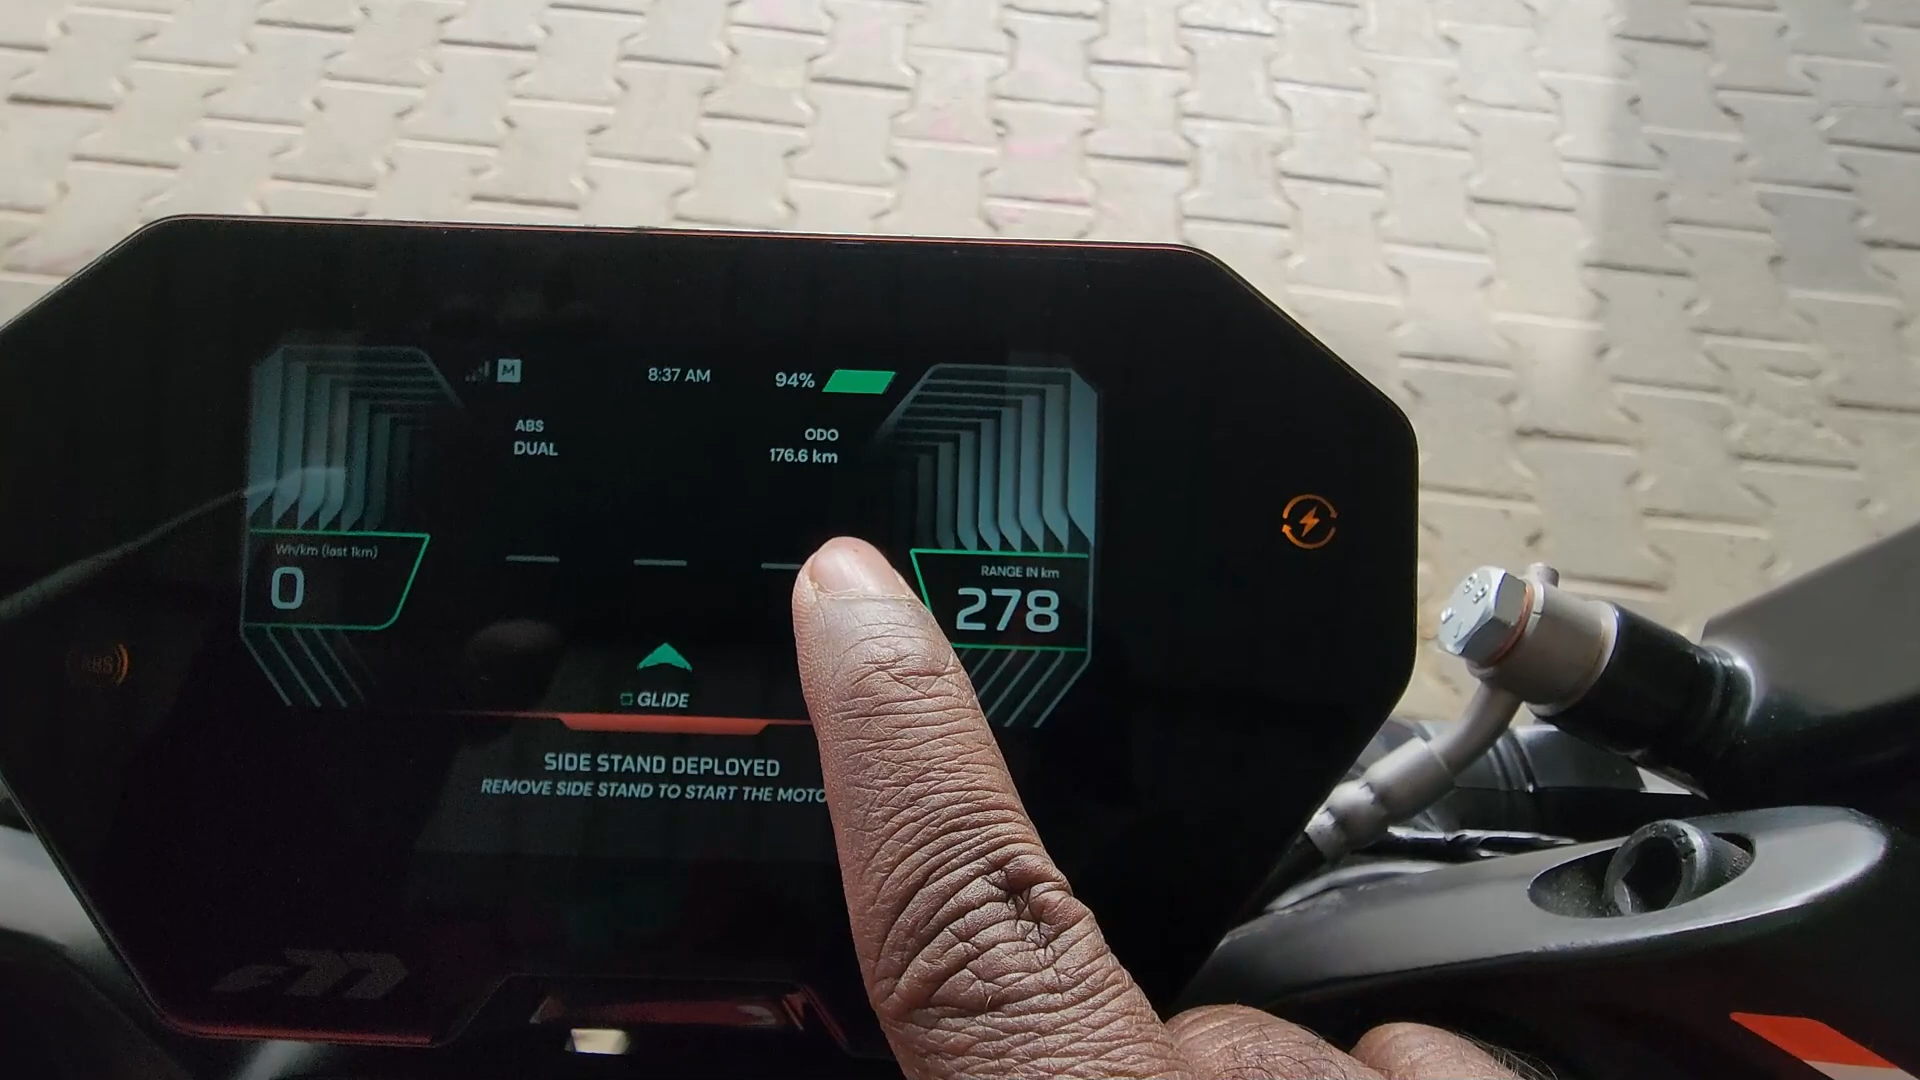 M
8:37 AM
94%
ABS
DUAL
ODO
176.6 km
Wh/km (last 1km)
0
RANGE IN km
278
ABS
GLIDE
SIDE STAND DEPLOYED
REMOVE SIDE STAND TO START THE MOTO
F77